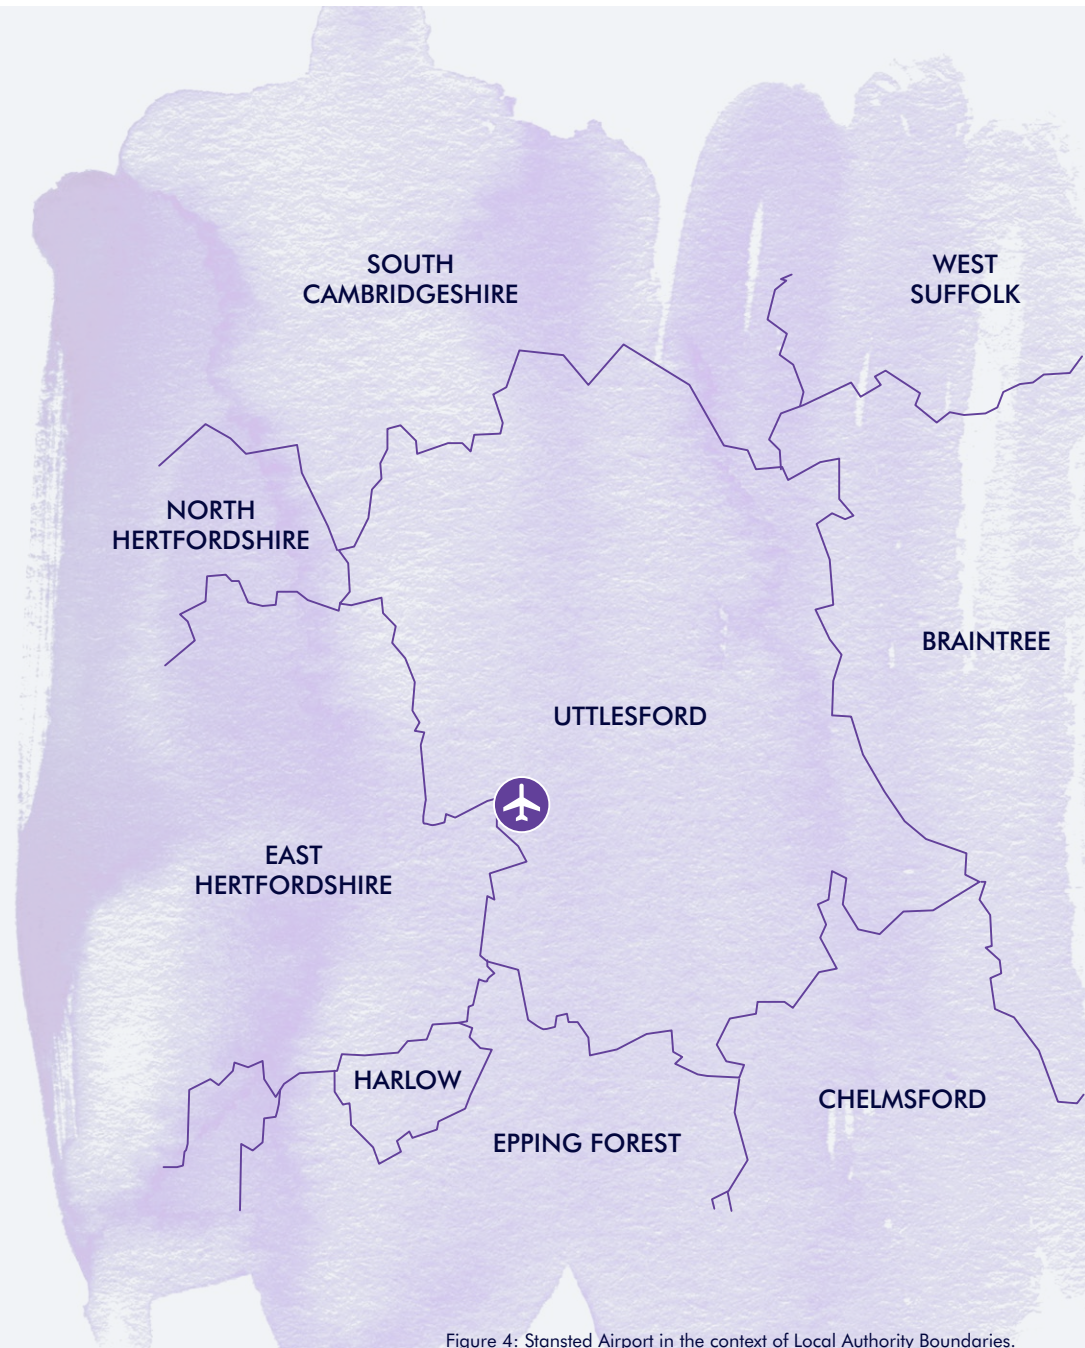 SOUTH
CAMBRIDGESHIRE
WEST
SUFFOLK
NORTH
HERTFORDSHIRE
BRAINTREE
UTTLESFORD
EAST
HERTFORDSHIRE
HARLOW
CHELMSFORD
EPPING FOREST
Figure 4: Stansted Airport in the context of Local Authority Boundaries.